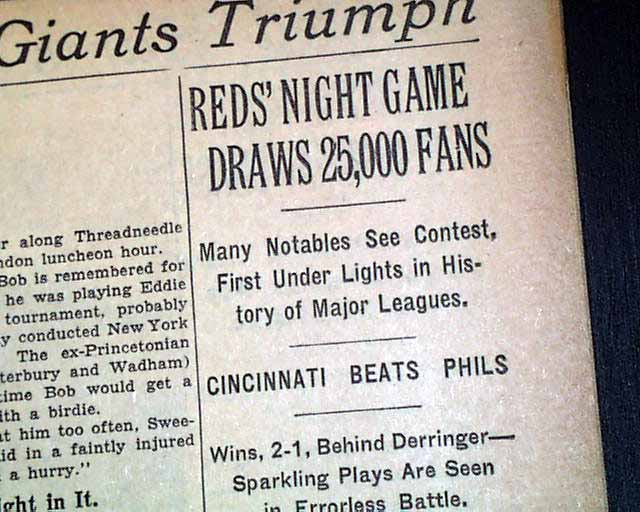 Giants Triumph
r along Threadneedle
ndon luncheon hour.
Bob is remembered for
he was playing Eddie
tournament, probably
y conducted New York
The ex-Princetonian
terbury and Wadham)
time Bob would get a
ith a birdie.
at him too often, Swee-
id in a faintly injured
a hurry."
ght in It.
REDS' NIGHT GAME
DRAWS 25,000 FANS
Many Notables See Contest,
First Under Lights in His-
tory of Major Leagues.
CINCINNATI BEATS PHILS
Wins, 2-1, Behind Derringer—
Sparkling Plays Are Seen
in Errorless Battle.